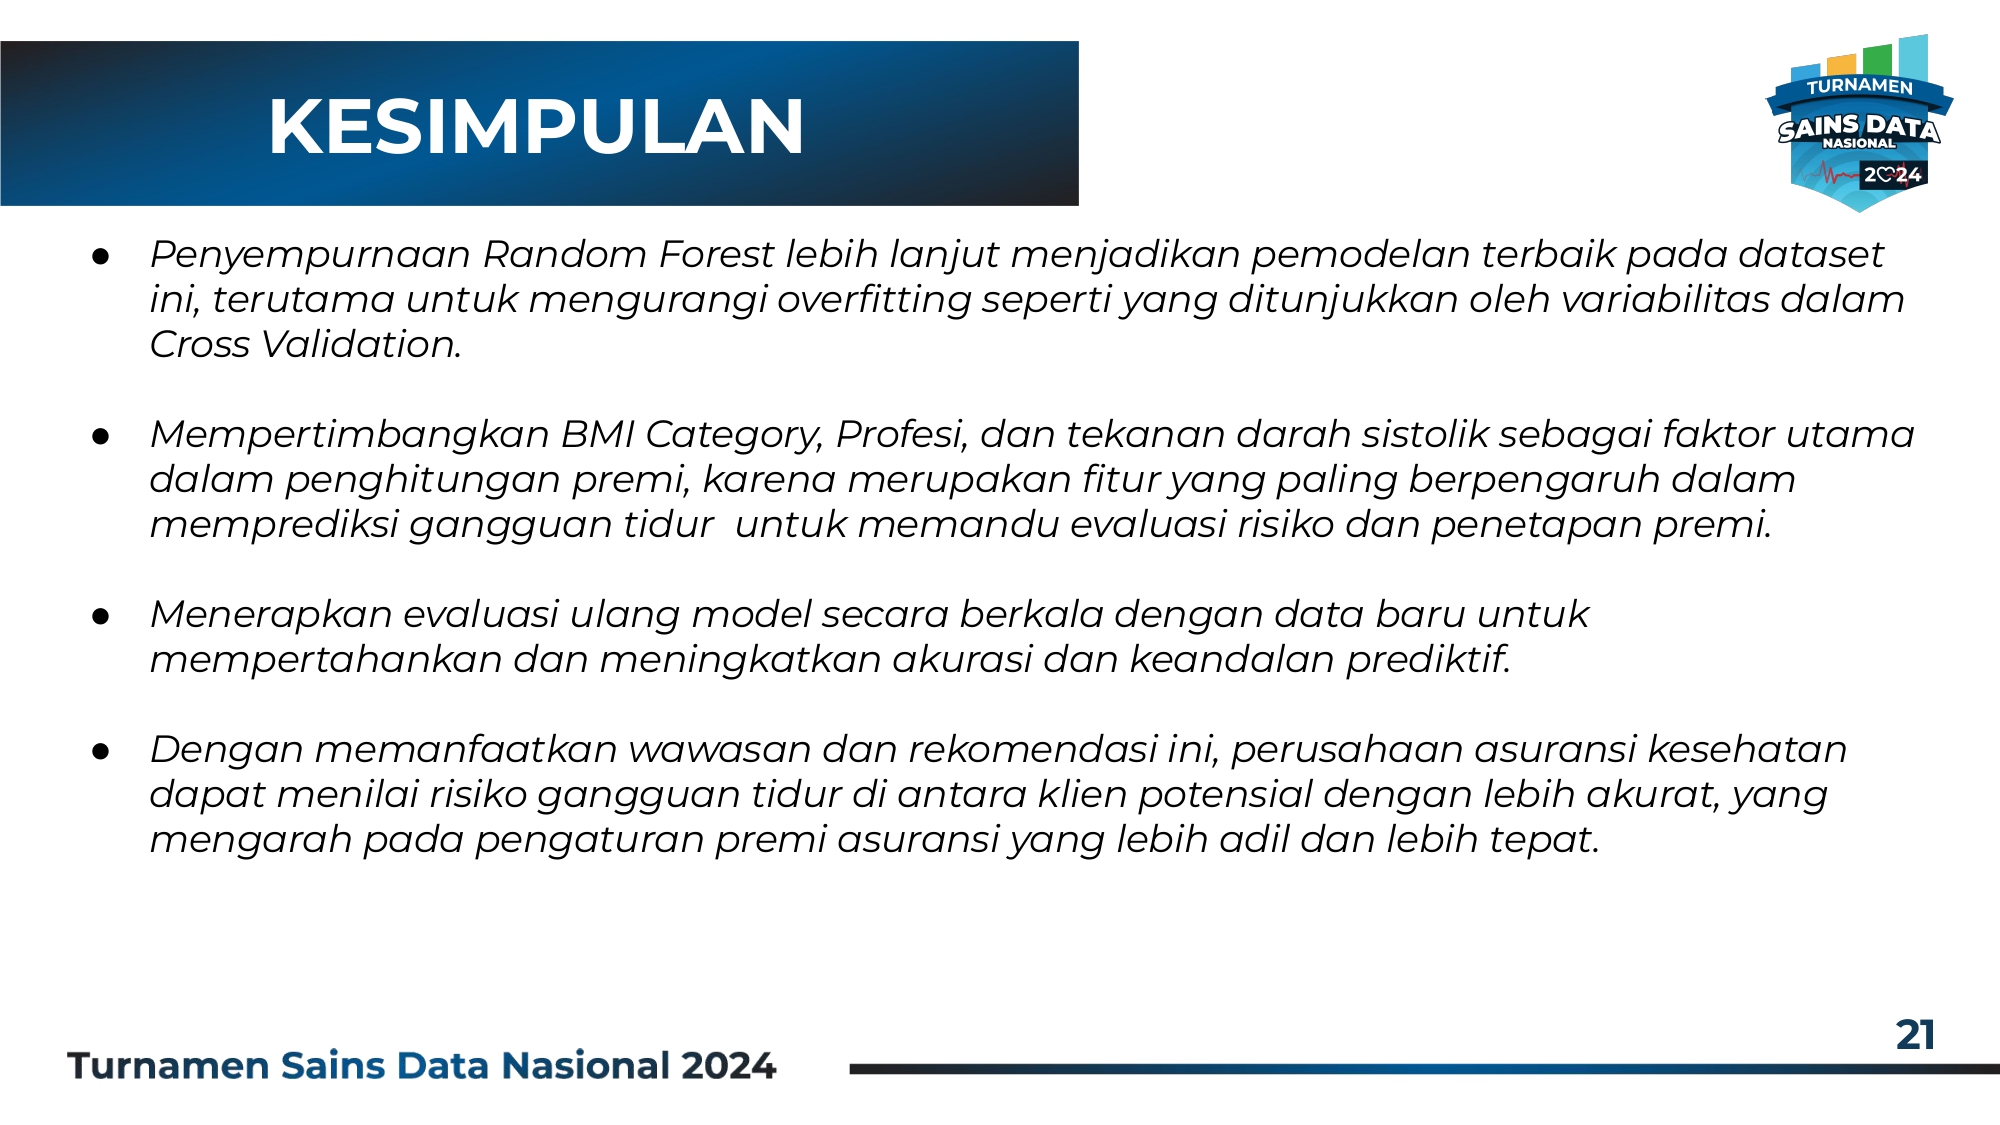 KESIMPULAN
TURNAMEN
SAINS DATA
NASIONAL
2024
● Penyempurnaan Random Forest lebih lanjut menjadikan pemodelan terbaik pada dataset
ini, terutama untuk mengurangi overfitting seperti yang ditunjukkan oleh variabilitas dalam
Cross Validation.
● Mempertimbangkan BMI Category, Profesi, dan tekanan darah sistolik sebagai faktor utama
dalam penghitungan premi, karena merupakan fitur yang paling berpengaruh dalam
memprediksi gangguan tidur  untuk memandu evaluasi risiko dan penetapan premi.
● Menerapkan evaluasi ulang model secara berkala dengan data baru untuk
mempertahankan dan meningkatkan akurasi dan keandalan prediktif.
● Dengan memanfaatkan wawasan dan rekomendasi ini, perusahaan asuransi kesehatan
dapat menilai risiko gangguan tidur di antara klien potensial dengan lebih akurat, yang
mengarah pada pengaturan premi asuransi yang lebih adil dan lebih tepat.
21
Turnamen Sains Data Nasional 2024